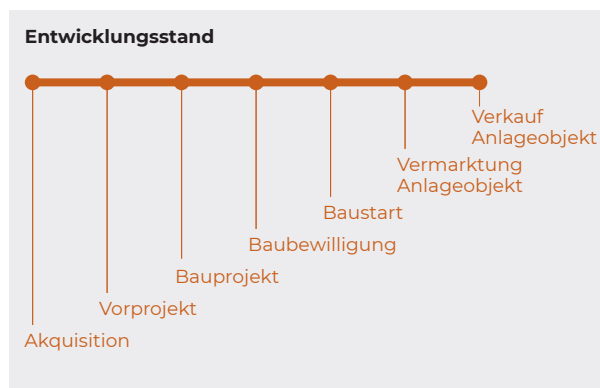 Entwicklungsstand
Verkauf
Anlageobjekt
Vermarktung
Anlageobjekt
Baustart
Baubewilligung
Bauprojekt
Vorprojekt
Akquisition